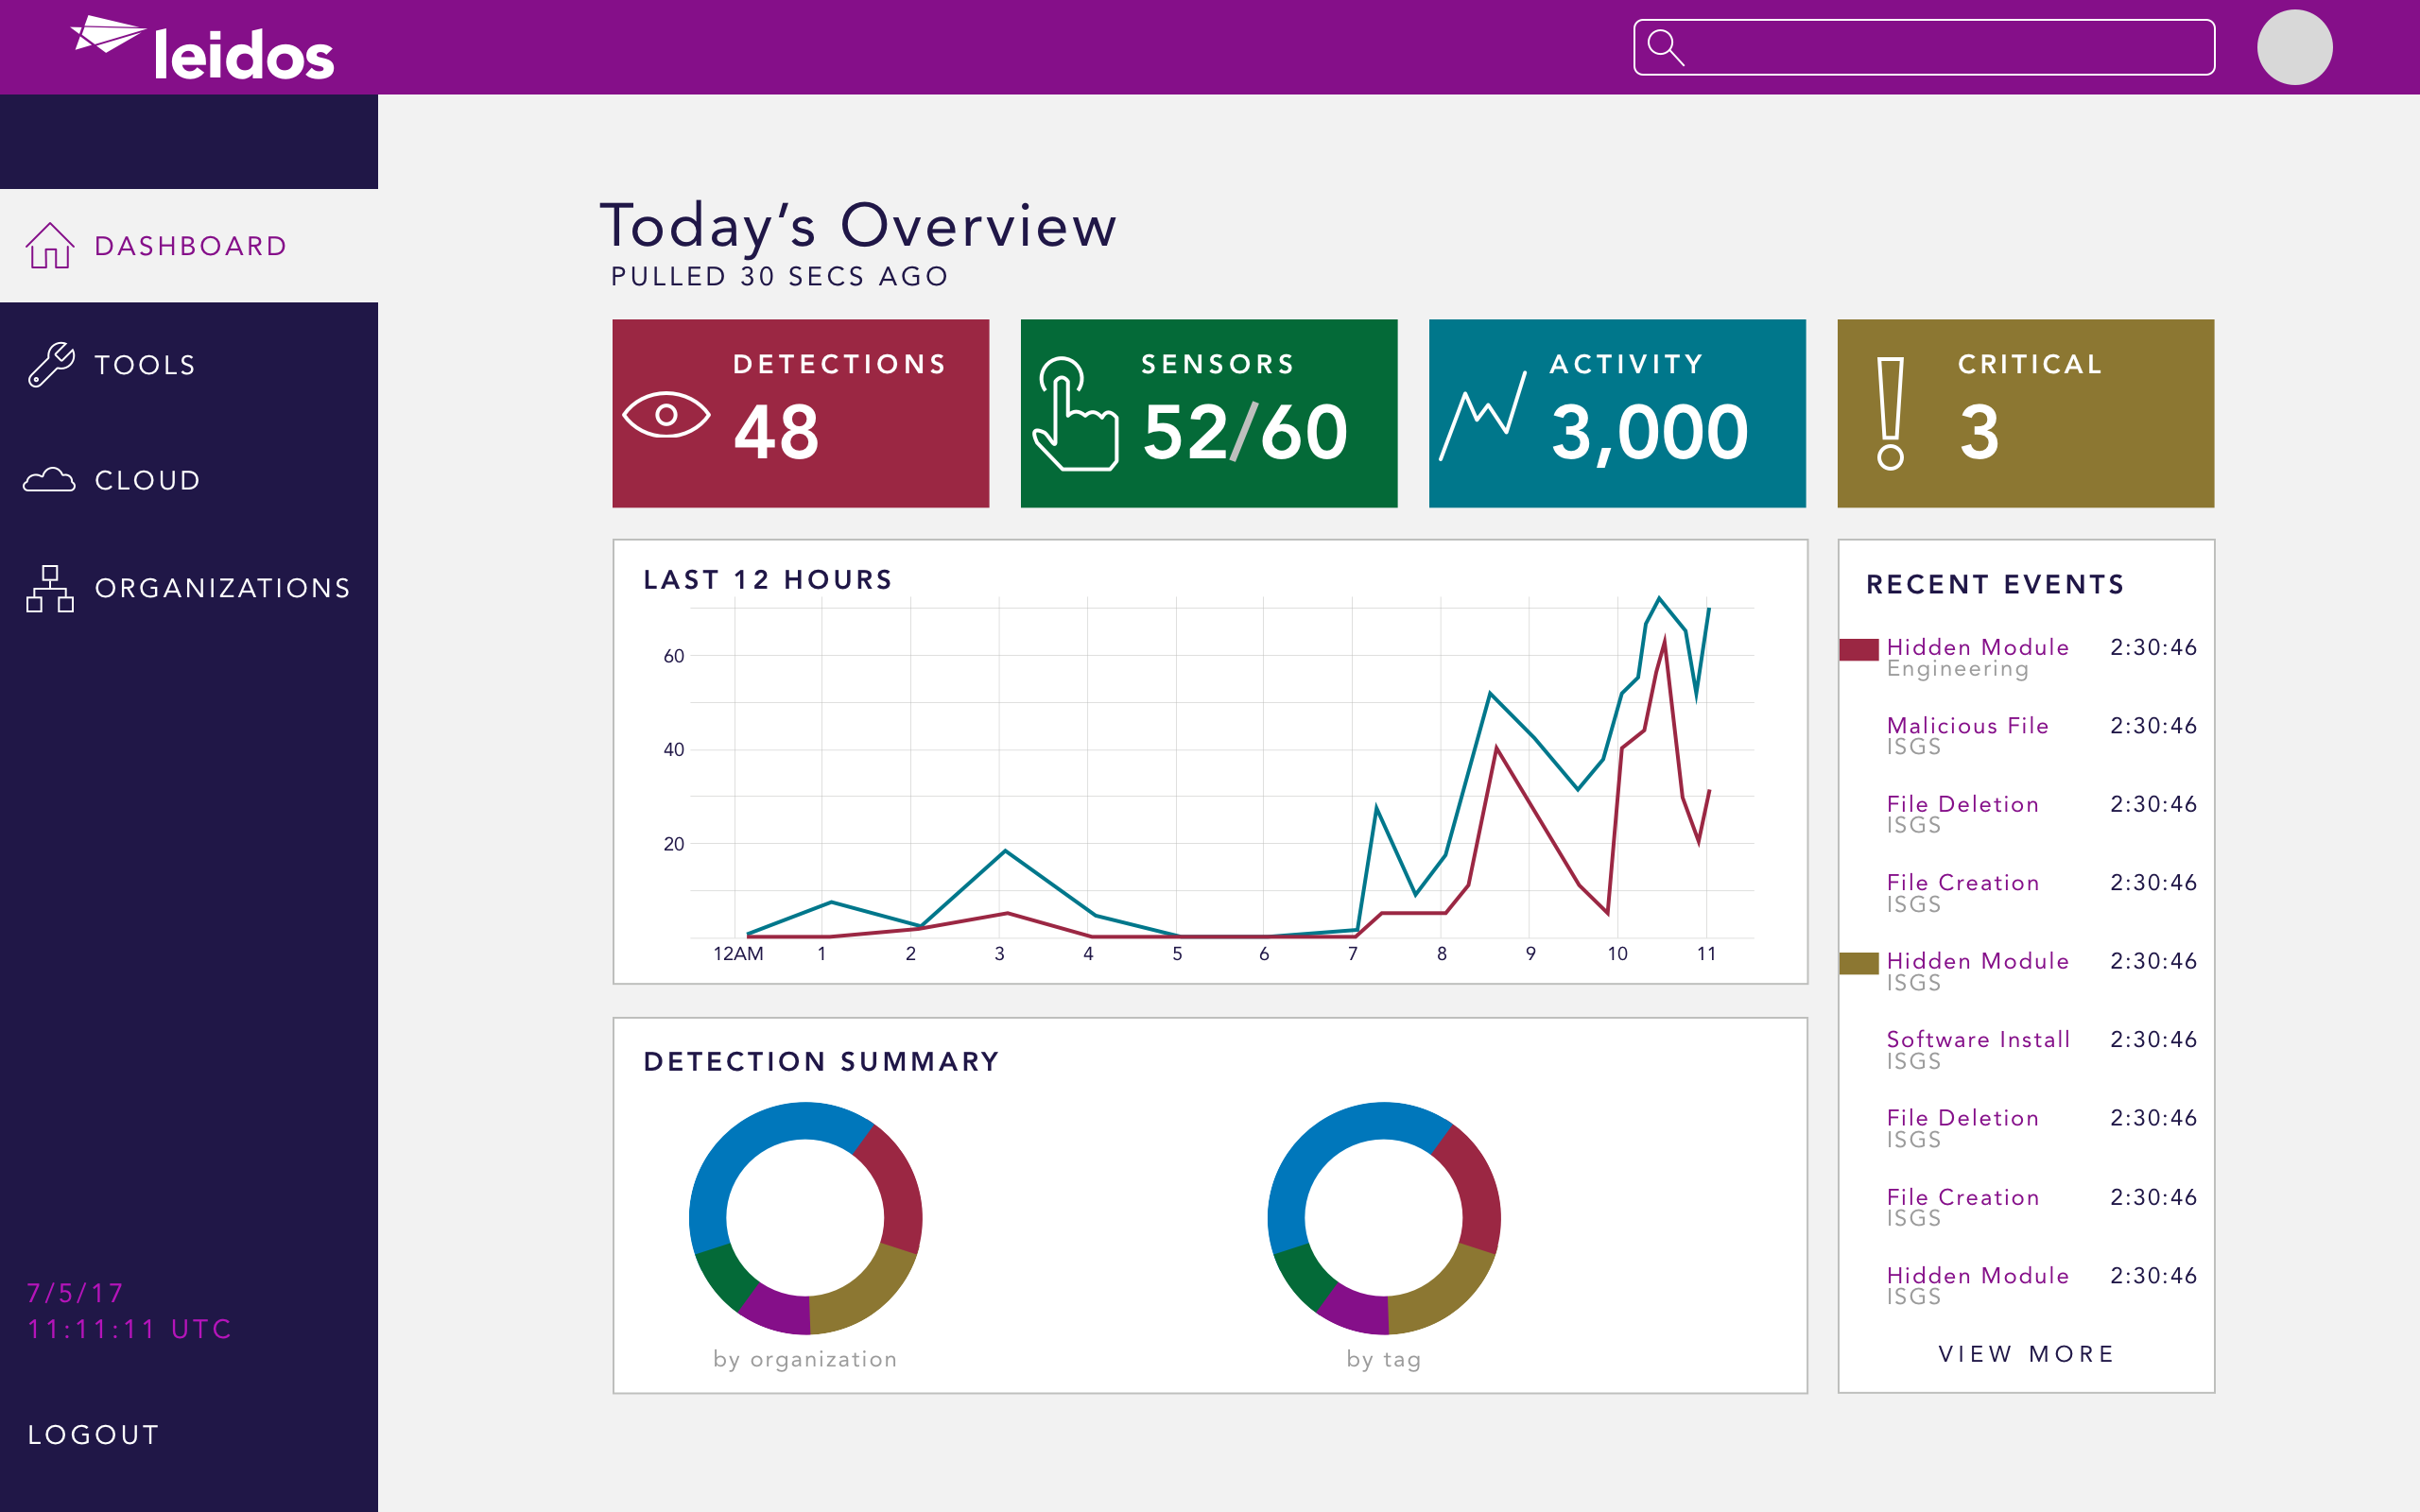 leidos
DASHBOARD
TOOLS
CLOUD
ORGANIZATIONS
7/5/17
11:11:11 UTC
LOGOUT
Today's Overview
PULLED 30 SECS AGO
DETECTIONS
48
SENSORS
52/60
ACTIVITY
3,000
CRITICAL
3
LAST 12 HOURS
60
40
20
12AM 1 2 3 4 5 6 7 8 9 10 11
DETECTION SUMMARY
by organization
by tag
RECENT EVENTS
Hidden Module 2:30:46
Engineering
Malicious File 2:30:46
ISGS
File Deletion 2:30:46
ISGS
File Creation 2:30:46
ISGS
Hidden Module 2:30:46
ISGS
Software Install 2:30:46
ISGS
File Deletion 2:30:46
ISGS
File Creation 2:30:46
ISGS
Hidden Module 2:30:46
ISGS
VIEW MORE